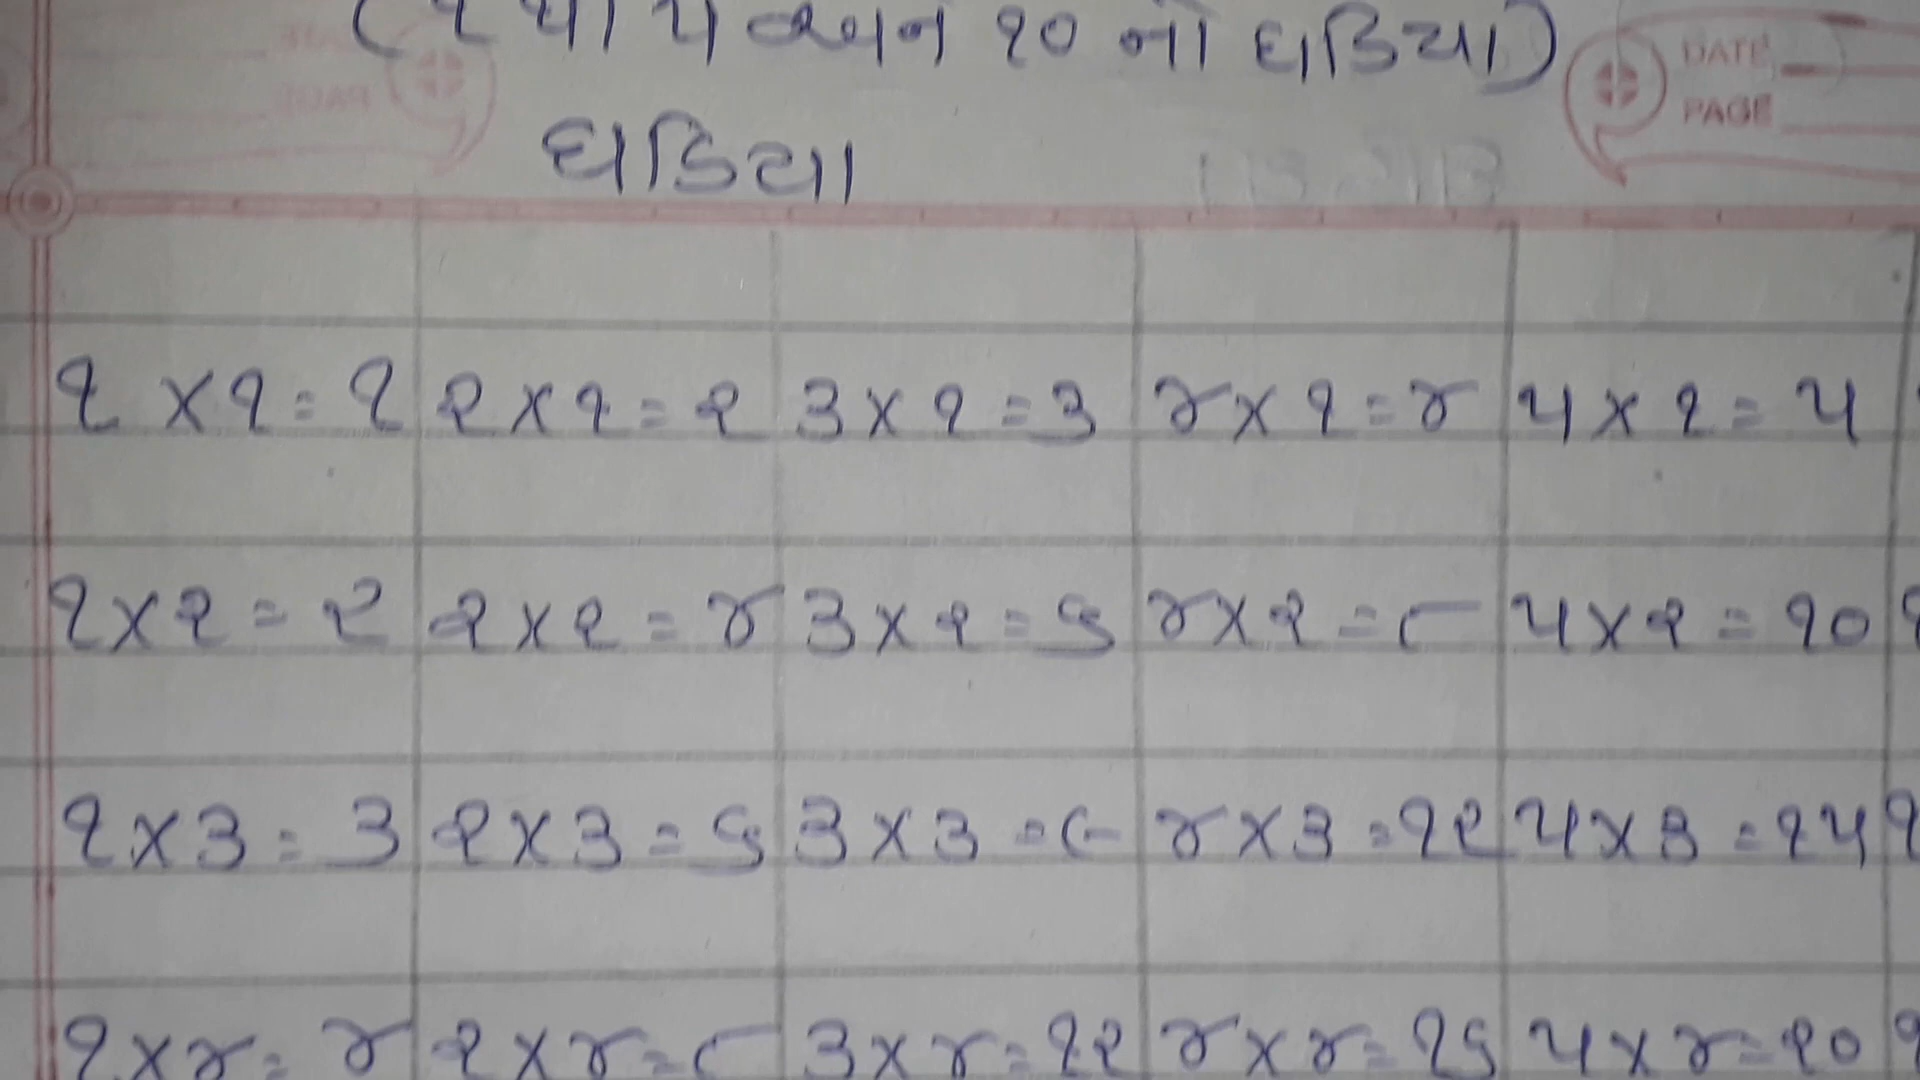 (૧ થી ૫ અને ૧૦ ના ઘડિયા)
DATE
PAGE
ઘડિયા
૧ × ૧ = ૧ ૨ × ૧ = ૨ ૩ × ૧ = ૩ ૪ × ૧ = ૪ ૫ × ૧ = ૫
૧ × ૨ = ૨ ૨ × ૨ = ૪ ૩ × ૨ = ૬ ૪ × ૨ = ૮ ૫ × ૨ = ૧૦
૧ × ૩ = ૩ ૨ × ૩ = ૬ ૩ × ૩ = ૯ ૪ × ૩ = ૧૨ ૫ × ૩ = ૧૫
૧ × ૪ = ૪ ૨ × ૪ = ૮ ૩ × ૪ = ૧૨ ૪ × ૪ = ૧૬ ૫ × ૪ = ૨૦